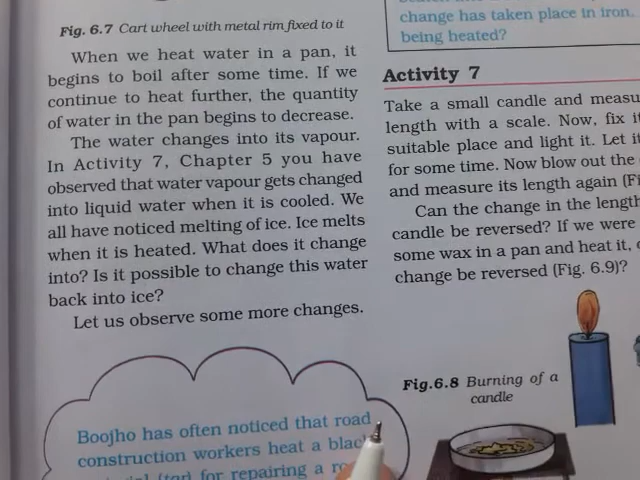 Fig. 6.7 Cart wheel with metal rim fixed to it
When we heat water in a pan, it
begins to boil after some time. If we
continue to heat further, the quantity
of water in the pan begins to decrease.
The water changes into its vapour.
In Activity 7, Chapter 5 you have
observed that water vapour gets changed
into liquid water when it is cooled. We
all have noticed melting of ice. Ice melts
when it is heated. What does it change
into? Is it possible to change this water
back into ice?
Let us observe some more changes.
Boojho has often noticed that road
construction workers heat a
(tar) for repairing a
change has taken place in iron.
being heated?
Activity 7
Take a small candle and
length with a scale. Now, fix
suitable place and light it. Let
for some time. Now blow out the
and measure its length again
Can the change in the length
candle be reversed? If we were
some wax in a pan and heat it,
change be reversed (Fig. 6.9)?
Fig.6.8 Burning of a
candle